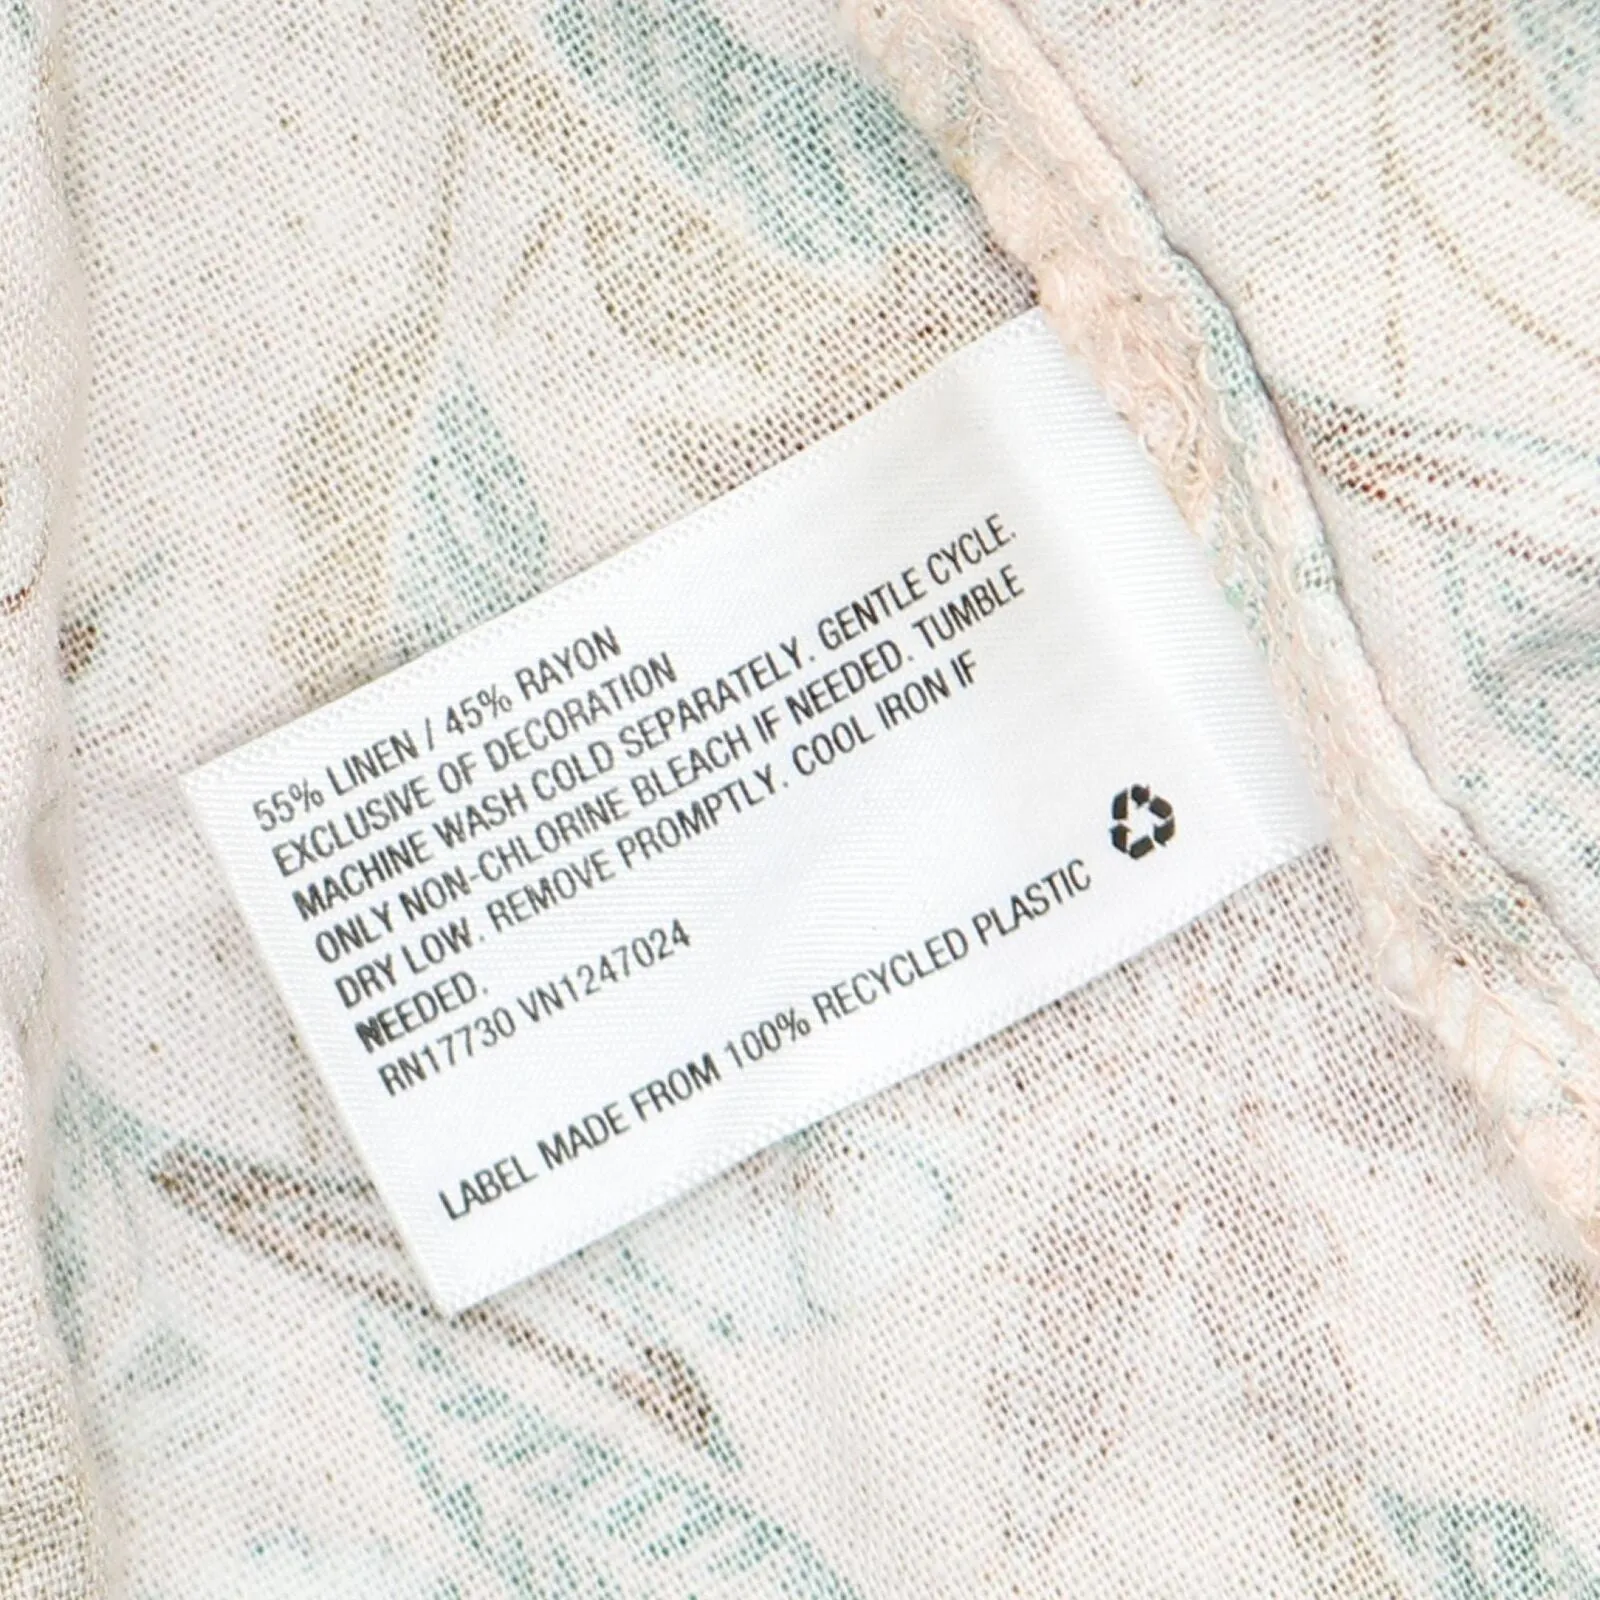 55% LINEN / 45% RAYON
EXCLUSIVE OF DECORATION
MACHINE WASH COLD SEPARATELY. GENTLE CYCLE.
ONLY NON-CHLORINE BLEACH IF NEEDED. TUMBLE
DRY LOW. REMOVE PROMPTLY. COOL IRON IF
NEEDED.
RN17730 VN1247024
LABEL MADE FROM 100% RECYCLED PLASTIC